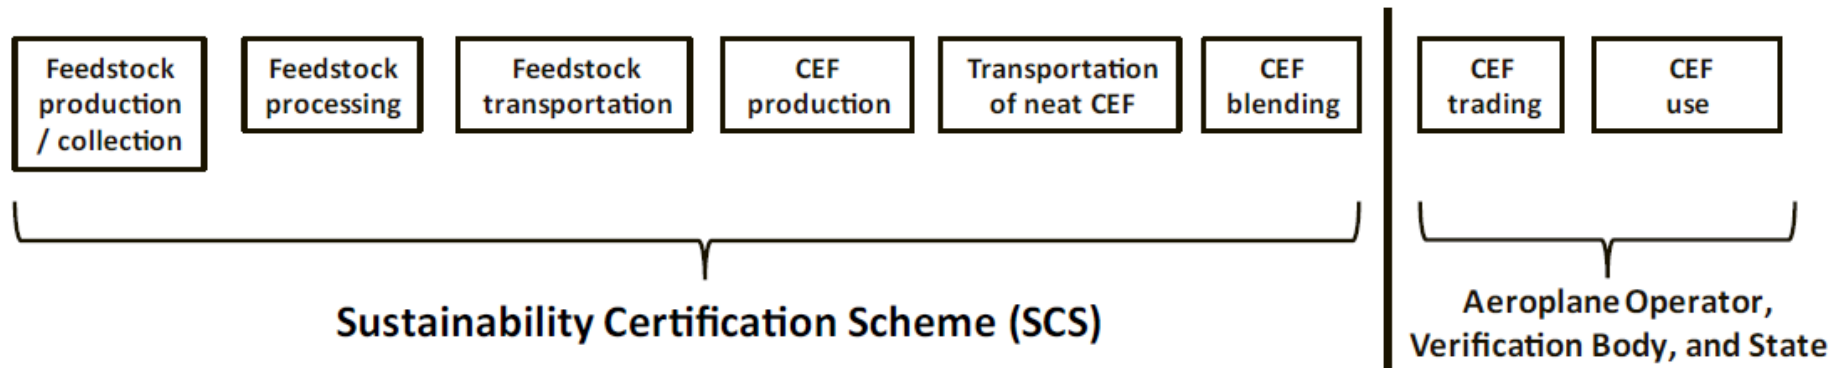 Feedstock
production
/ collection
Feedstock
processing
Feedstock
transportation
CEF
production
Transportation
of neat CEF
CEF
blending
CEF
trading
CEF
use
Sustainability Certification Scheme (SCS)
Aeroplane Operator,
Verification Body, and State